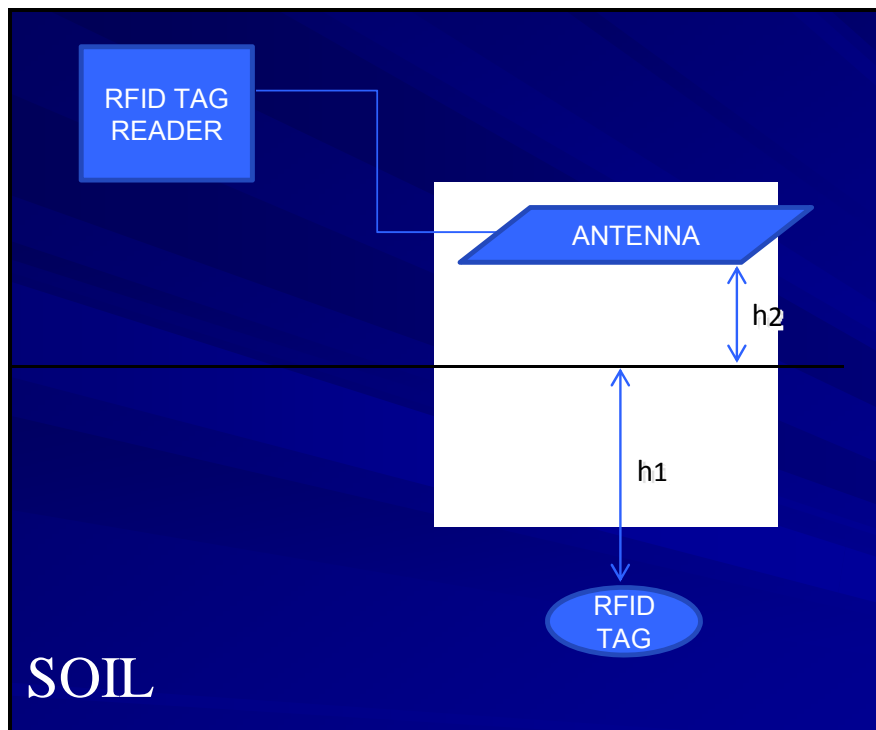 RFID TAG
READER
ANTENNA
h2
h1
RFID
TAG
SOIL